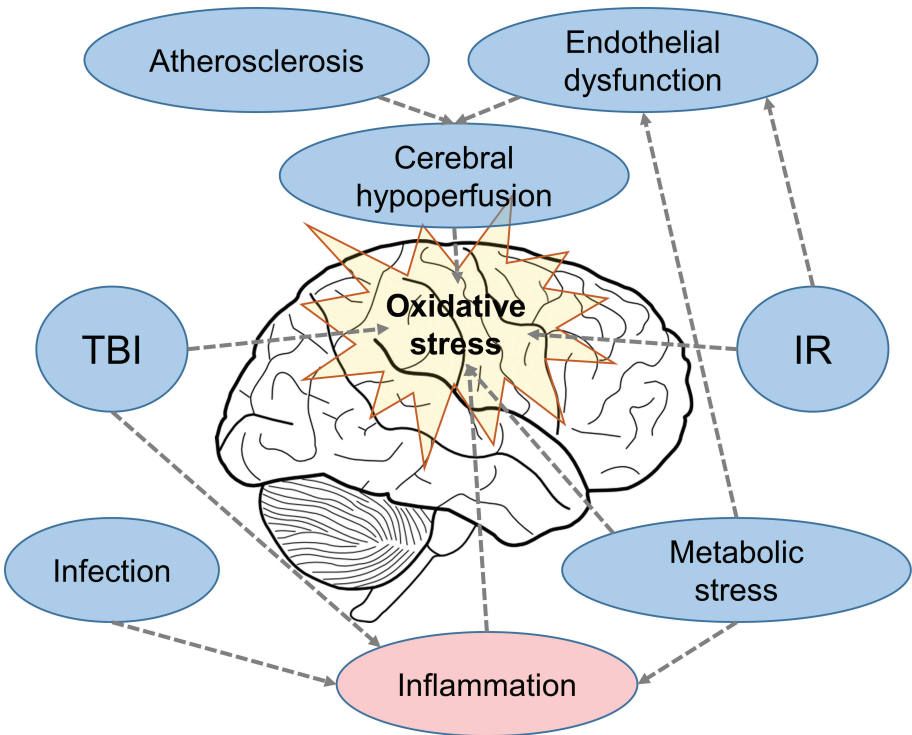 Atherosclerosis
Endothelial
dysfunction
Cerebral
hypoperfusion
Oxidative
stress
TBI
IR
Infection
Metabolic
stress
Inflammation